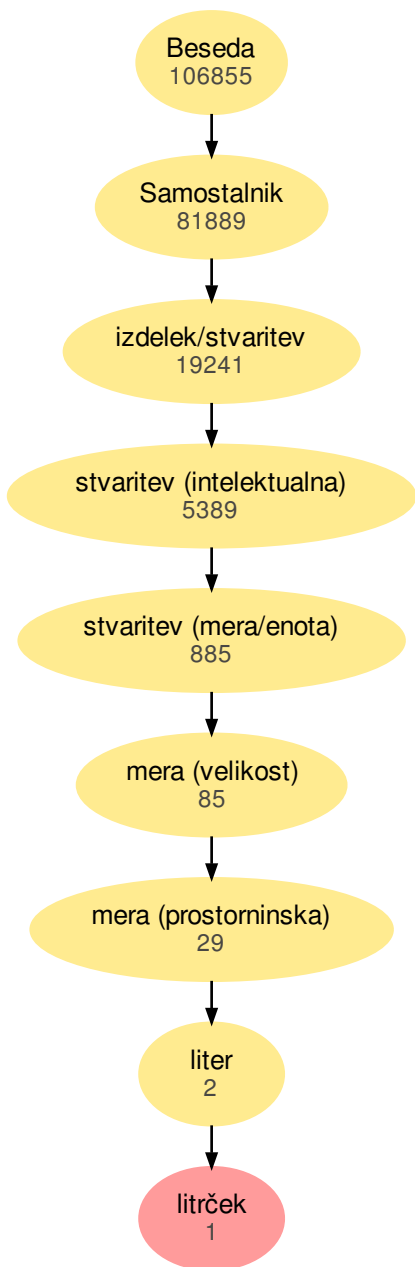 Beseda
106855
Samostalnik
81889
izdelek/stvaritev
19241
stvaritev (intelektualna)
5389
stvaritev (mera/enota)
885
mera (velikost)
85
mera (prostorninska)
29
liter
2
litrček
1